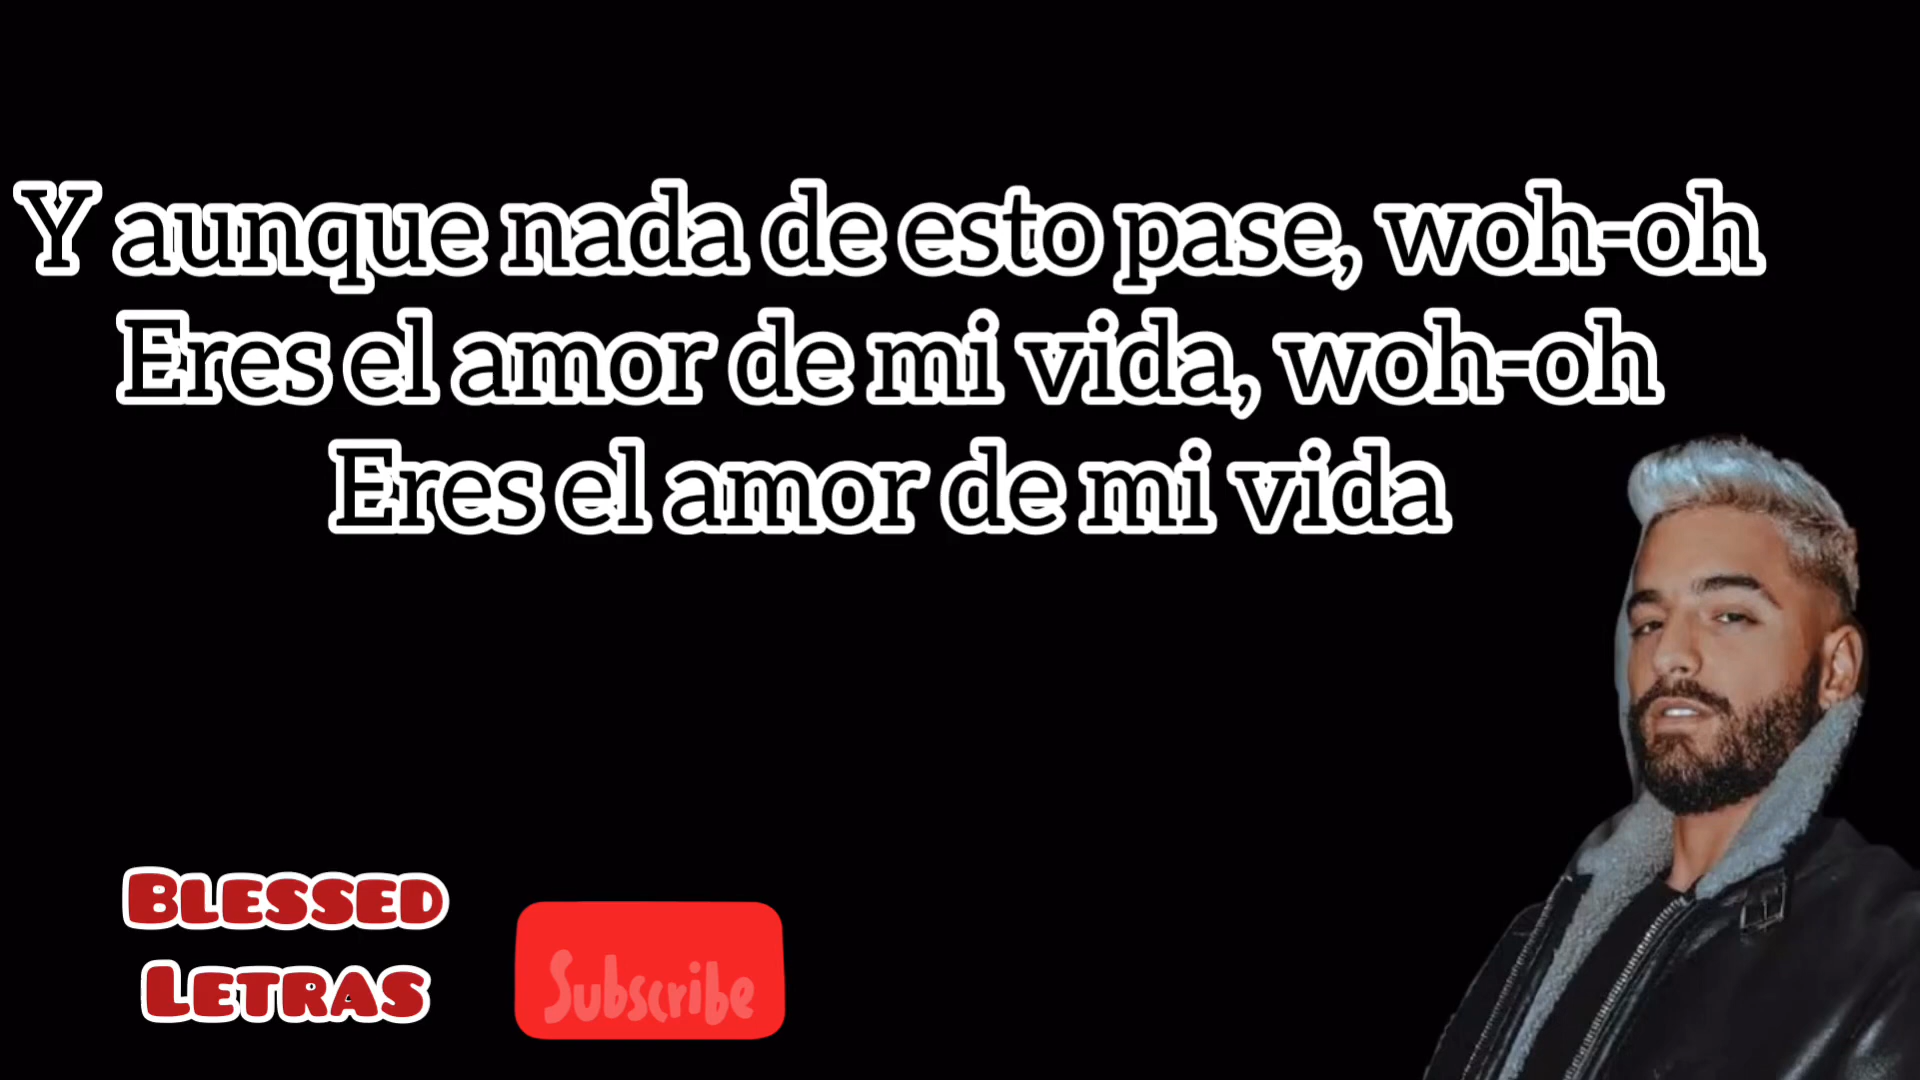 Y aunque nada de esto pase, woh-oh
Eres el amor de mi vida, woh-oh
Eres el amor de mi vida
BLESSED
LETRAS
Subscribe